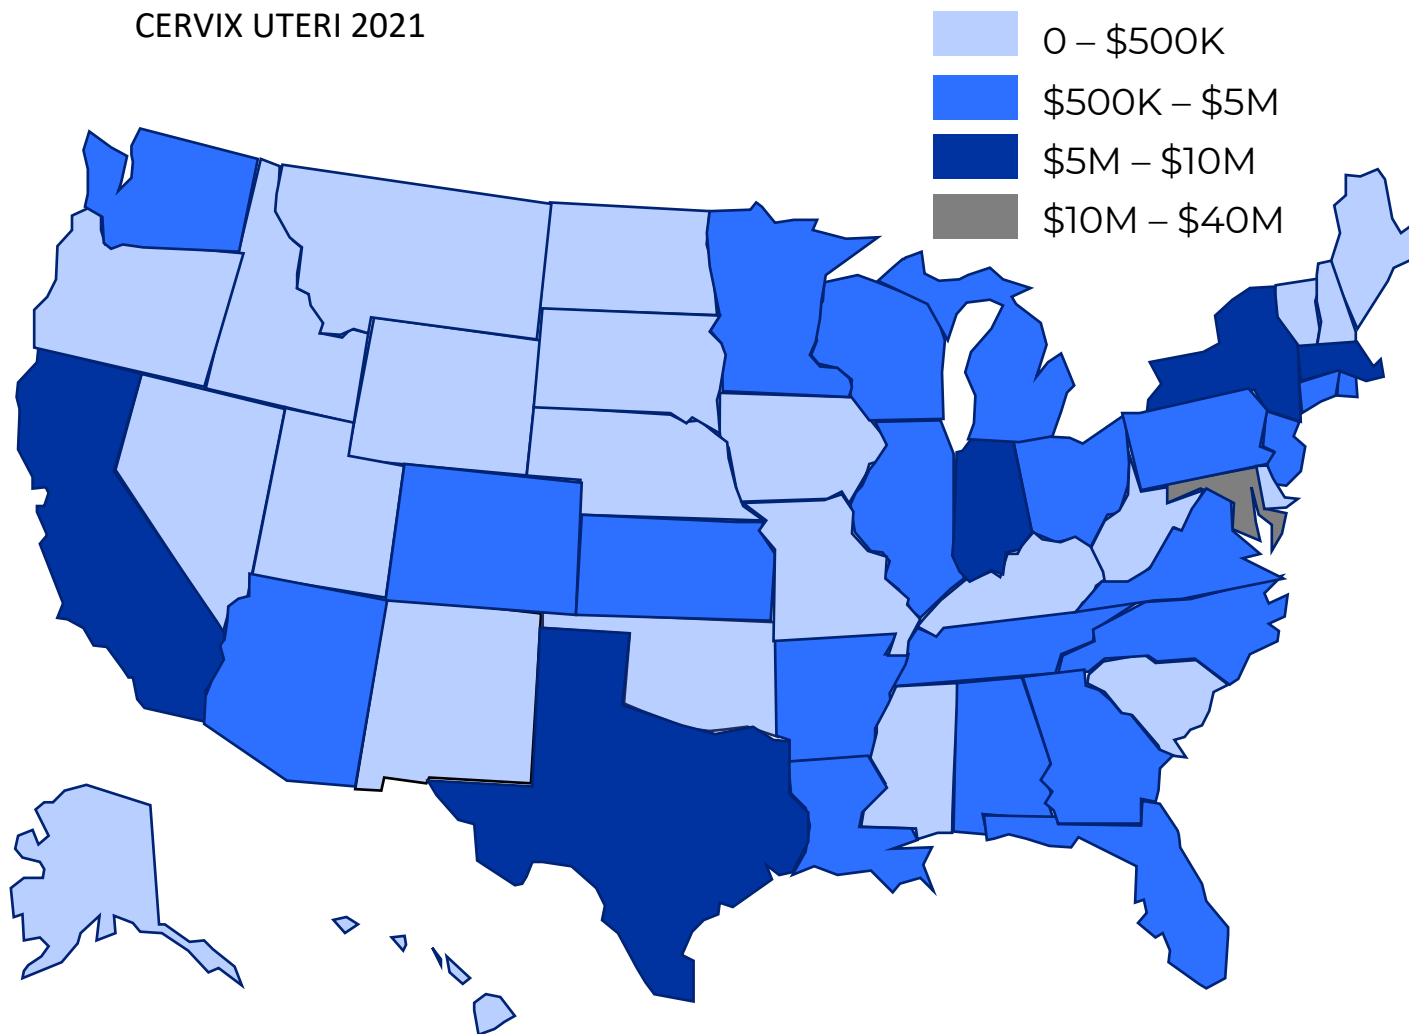 CERVIX UTERI 2021
0 – $500K
$500K – $5M
$5M – $10M
$10M – $40M